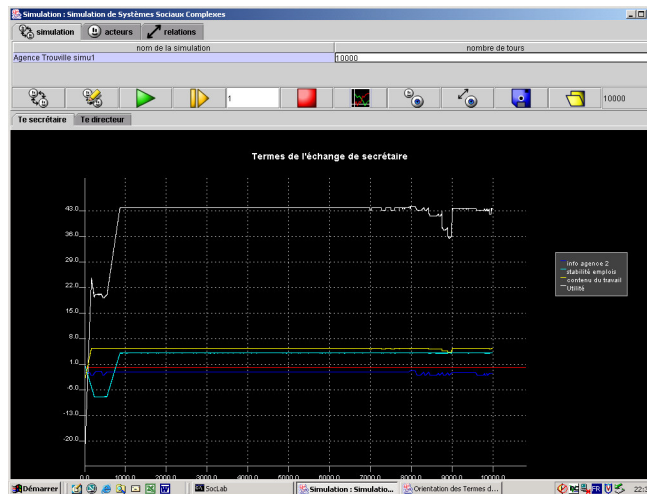 Simulation : Simulation de Systèmes Sociaux Complexes
simulation acteurs relations
nom de la simulation nombre de tours
Agence Trouville simu1 10000
1 10000
Te secrétaire Te directeur
Termes de l'échange de secrétaire
43.0
36.0
29.0
22.0
15.0
8.0
1.0
-6.0
-13.0
-20.0
info agence 2
stabilité emplois
contenu du travail
Utilité
0.0 1000.0 2000.0 3000.0 4000.0 5000.0 6000.0 7000.0 8000.0 9000.0 10000.0
Démarrer SocLab Simulation : Simulatio... Orientation des Termes d... FR